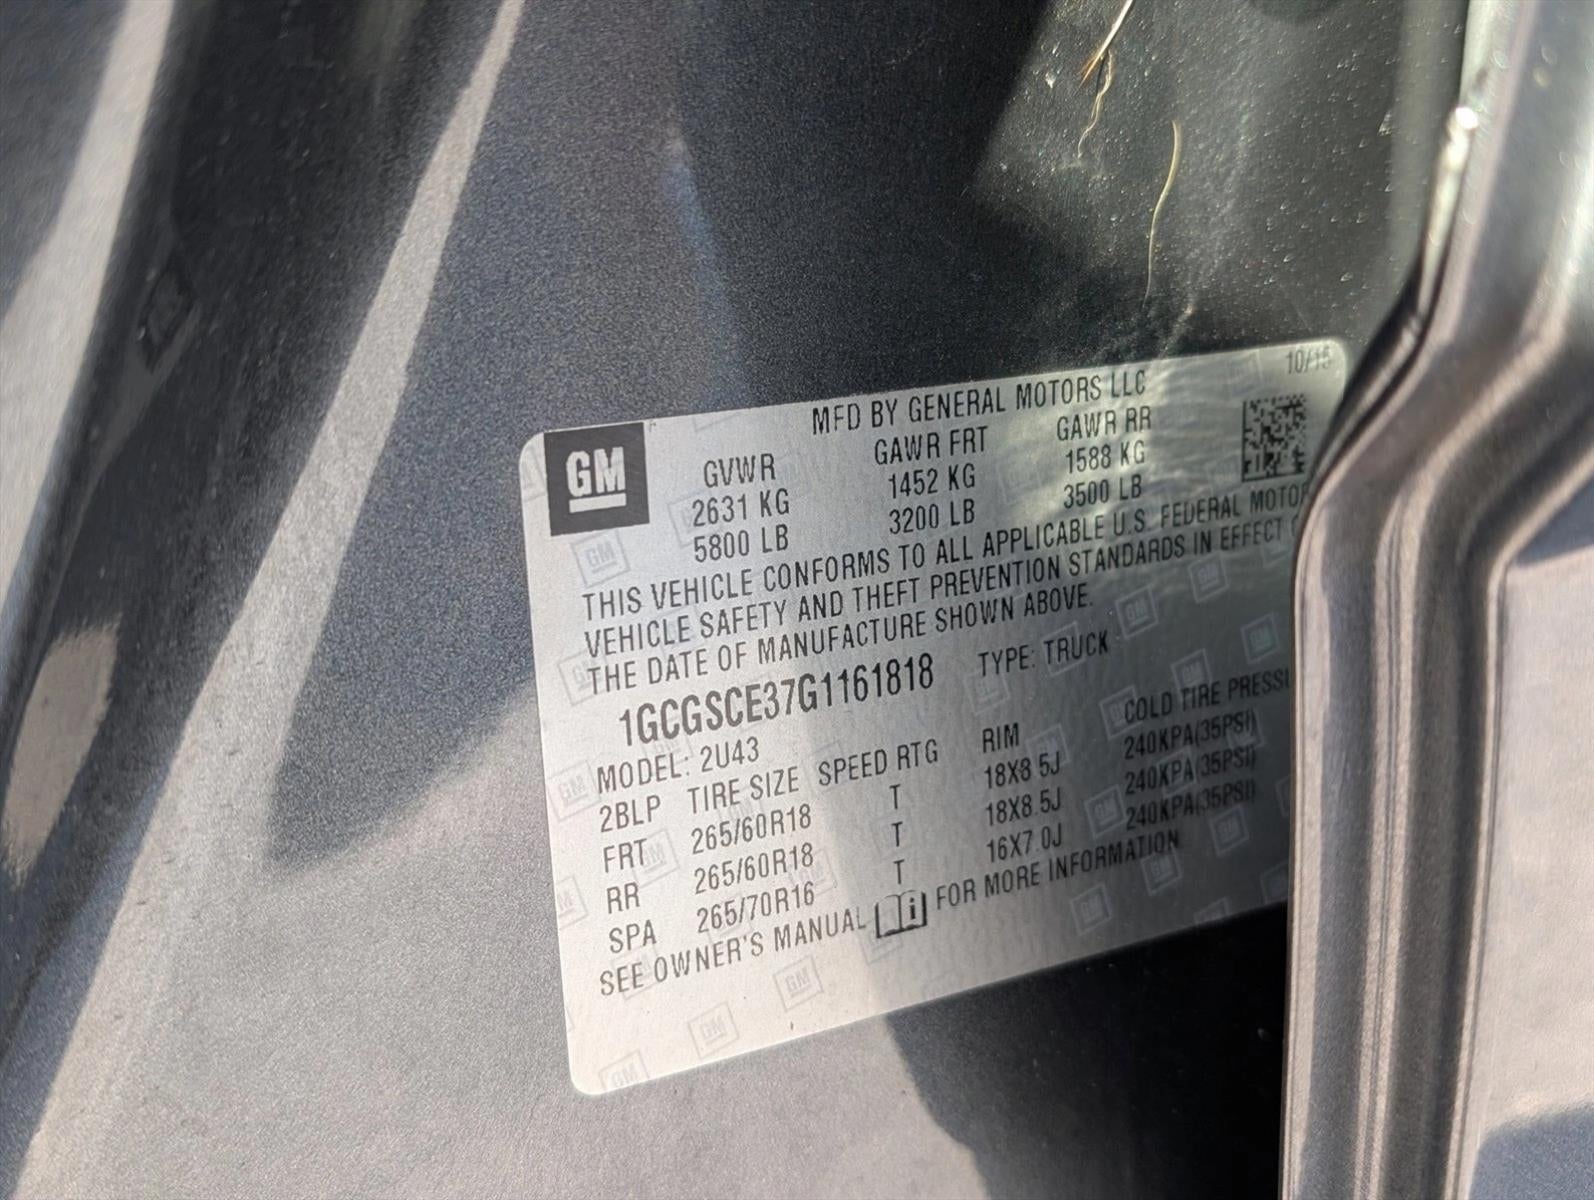 MFD BY GENERAL MOTORS LLC 10/15
GM
GVWR GAWR FRT GAWR RR
2631 KG 1452 KG 1588 KG
5800 LB 3200 LB 3500 LB
THIS VEHICLE CONFORMS TO ALL APPLICABLE U.S. FEDERAL MOTOR
VEHICLE SAFETY AND THEFT PREVENTION STANDARDS IN EFFECT
THE DATE OF MANUFACTURE SHOWN ABOVE.
1GCGSCE37G1161818 TYPE: TRUCK
MODEL: 2U43
2BLP TIRE SIZE SPEED RTG RIM COLD TIRE PRESSU
FRT 265/60R18 T 18X8.5J 240KPA(35PSI)
RR 265/60R18 T 18X8.5J 240KPA(35PSI)
SPA 265/70R16 T 16X7.0J 240KPA(35PSI)
SEE OWNER'S MANUAL i FOR MORE INFORMATION